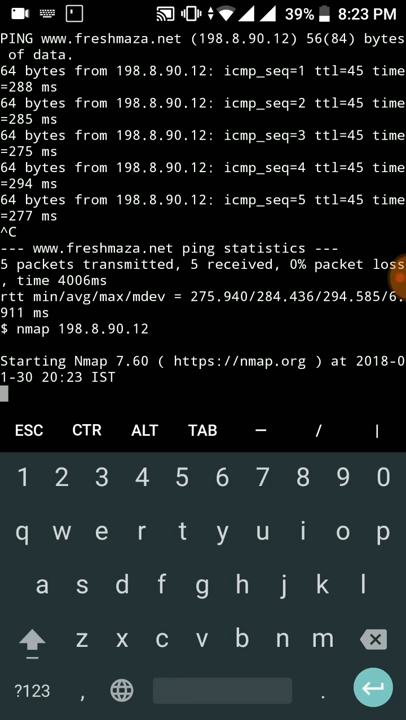 39% 8:23 PM
PING www.freshmaza.net (198.8.90.12) 56(84) bytes
of data.
64 bytes from 198.8.90.12: icmp_seq=1 ttl=45 time
=288 ms
64 bytes from 198.8.90.12: icmp_seq=2 ttl=45 time
=285 ms
64 bytes from 198.8.90.12: icmp_seq=3 ttl=45 time
=275 ms
64 bytes from 198.8.90.12: icmp_seq=4 ttl=45 time
=294 ms
64 bytes from 198.8.90.12: icmp_seq=5 ttl=45 time
=277 ms
^C
--- www.freshmaza.net ping statistics ---
5 packets transmitted, 5 received, 0% packet loss
, time 4006ms
rtt min/avg/max/mdev = 275.940/284.436/294.585/6.
911 ms
$ nmap 198.8.90.12
Starting Nmap 7.60 ( https://nmap.org ) at 2018-0
1-30 20:23 IST
ESC CTR ALT TAB — / |
1 2 3 4 5 6 7 8 9 0
q w e r t y u i o p
a s d f g h j k l
z x c v b n m
?123 , .